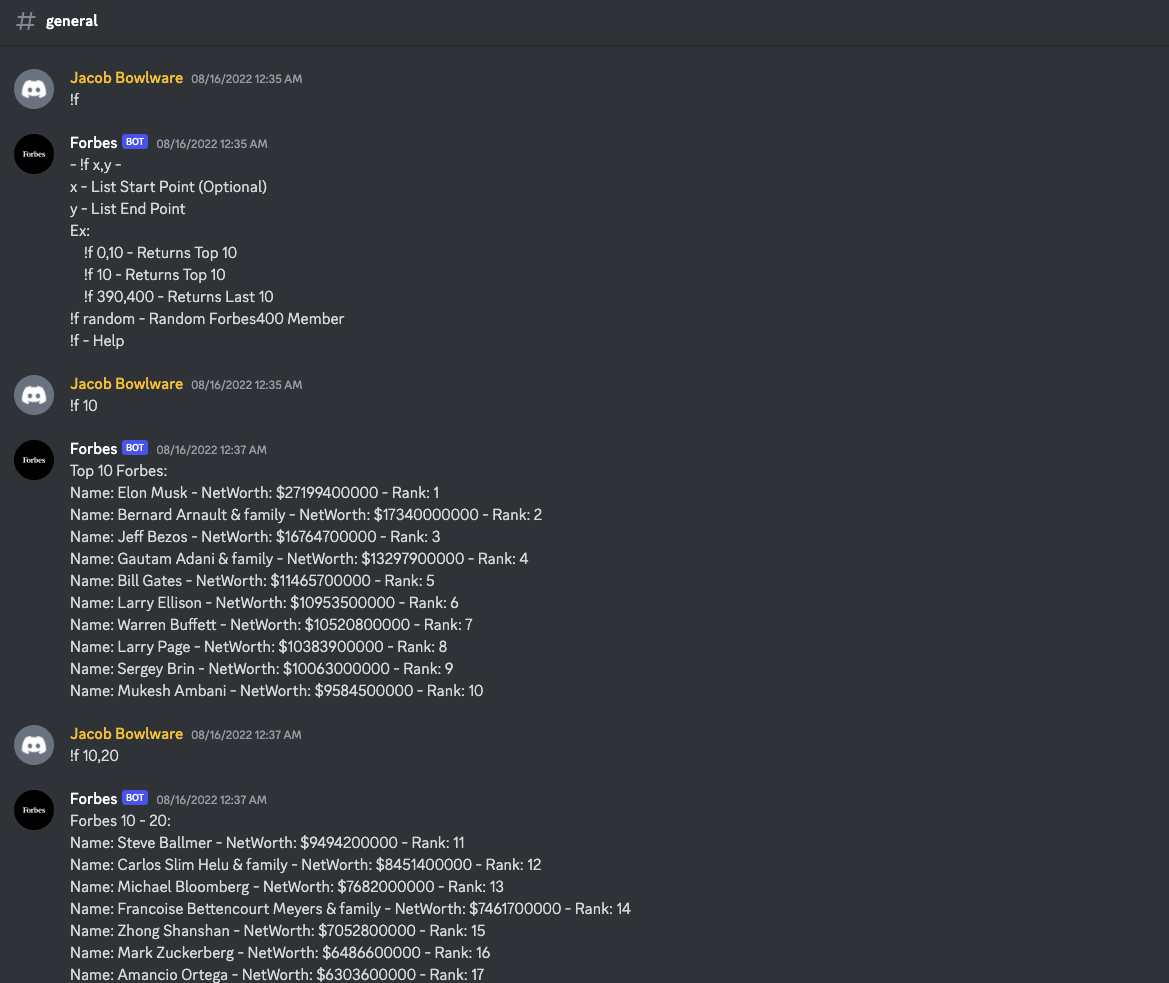 # general
Jacob Bowlware 08/16/2022 12:35 AM
!f
Forbes
Forbes BOT 08/16/2022 12:35 AM
- !f x,y -
x - List Start Point (Optional)
y - List End Point
Ex:
!f 0,10 - Returns Top 10
!f 10 - Returns Top 10
!f 390,400 - Returns Last 10
!f random - Random Forbes400 Member
!f - Help
Jacob Bowlware 08/16/2022 12:35 AM
!f 10
Forbes
Forbes BOT 08/16/2022 12:37 AM
Top 10 Forbes:
Name: Elon Musk - NetWorth: $27199400000 - Rank: 1
Name: Bernard Arnault & family - NetWorth: $17340000000 - Rank: 2
Name: Jeff Bezos - NetWorth: $16764700000 - Rank: 3
Name: Gautam Adani & family - NetWorth: $13297900000 - Rank: 4
Name: Bill Gates - NetWorth: $11465700000 - Rank: 5
Name: Larry Ellison - NetWorth: $10953500000 - Rank: 6
Name: Warren Buffett - NetWorth: $10520800000 - Rank: 7
Name: Larry Page - NetWorth: $10383900000 - Rank: 8
Name: Sergey Brin - NetWorth: $10063000000 - Rank: 9
Name: Mukesh Ambani - NetWorth: $9584500000 - Rank: 10
Jacob Bowlware 08/16/2022 12:37 AM
!f 10,20
Forbes
Forbes BOT 08/16/2022 12:37 AM
Forbes 10 - 20:
Name: Steve Ballmer - NetWorth: $9494200000 - Rank: 11
Name: Carlos Slim Helu & family - NetWorth: $8451400000 - Rank: 12
Name: Michael Bloomberg - NetWorth: $7682000000 - Rank: 13
Name: Francoise Bettencourt Meyers & family - NetWorth: $7461700000 - Rank: 14
Name: Zhong Shanshan - NetWorth: $7052800000 - Rank: 15
Name: Mark Zuckerberg - NetWorth: $6486600000 - Rank: 16
Name: Amancio Ortega - NetWorth: $6303600000 - Rank: 17